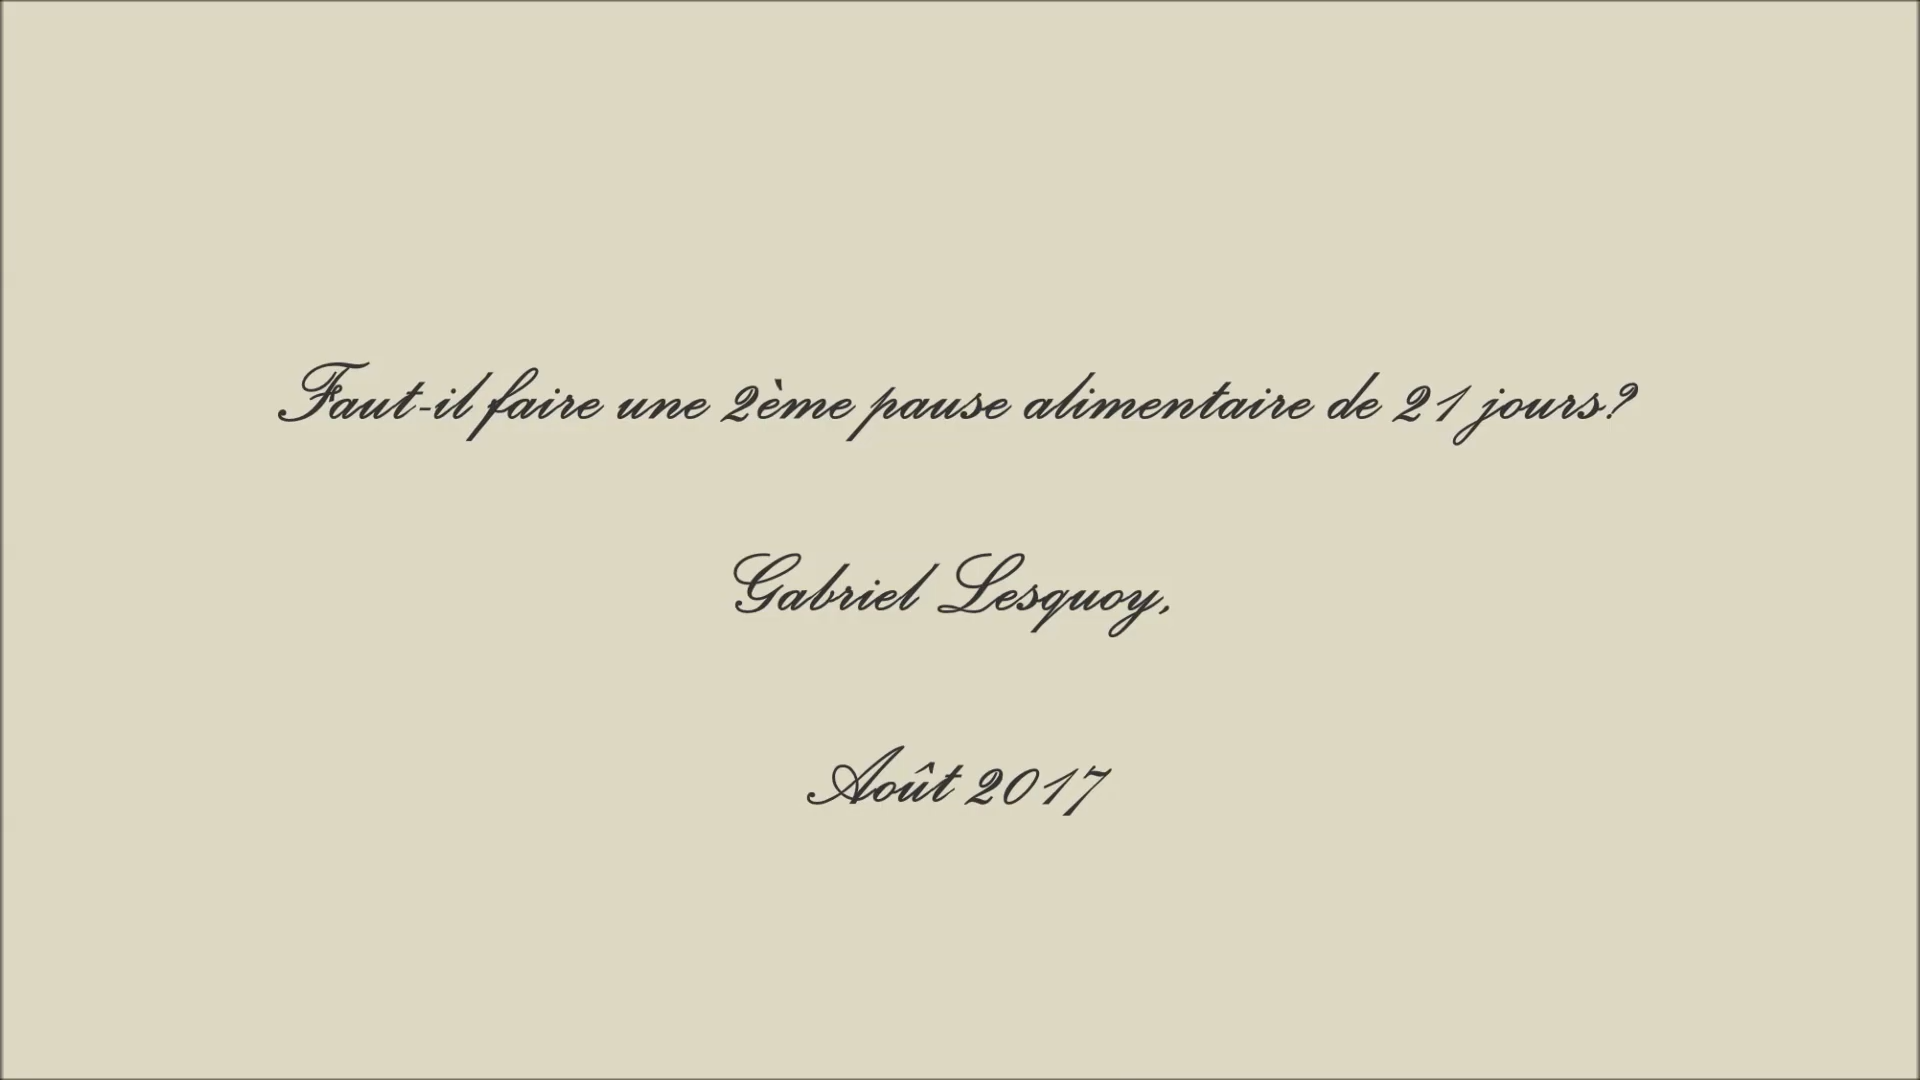 Faut-il faire une 2ème pause alimentaire de 21 jours?
Gabriel Lesquoy,
Août 2017